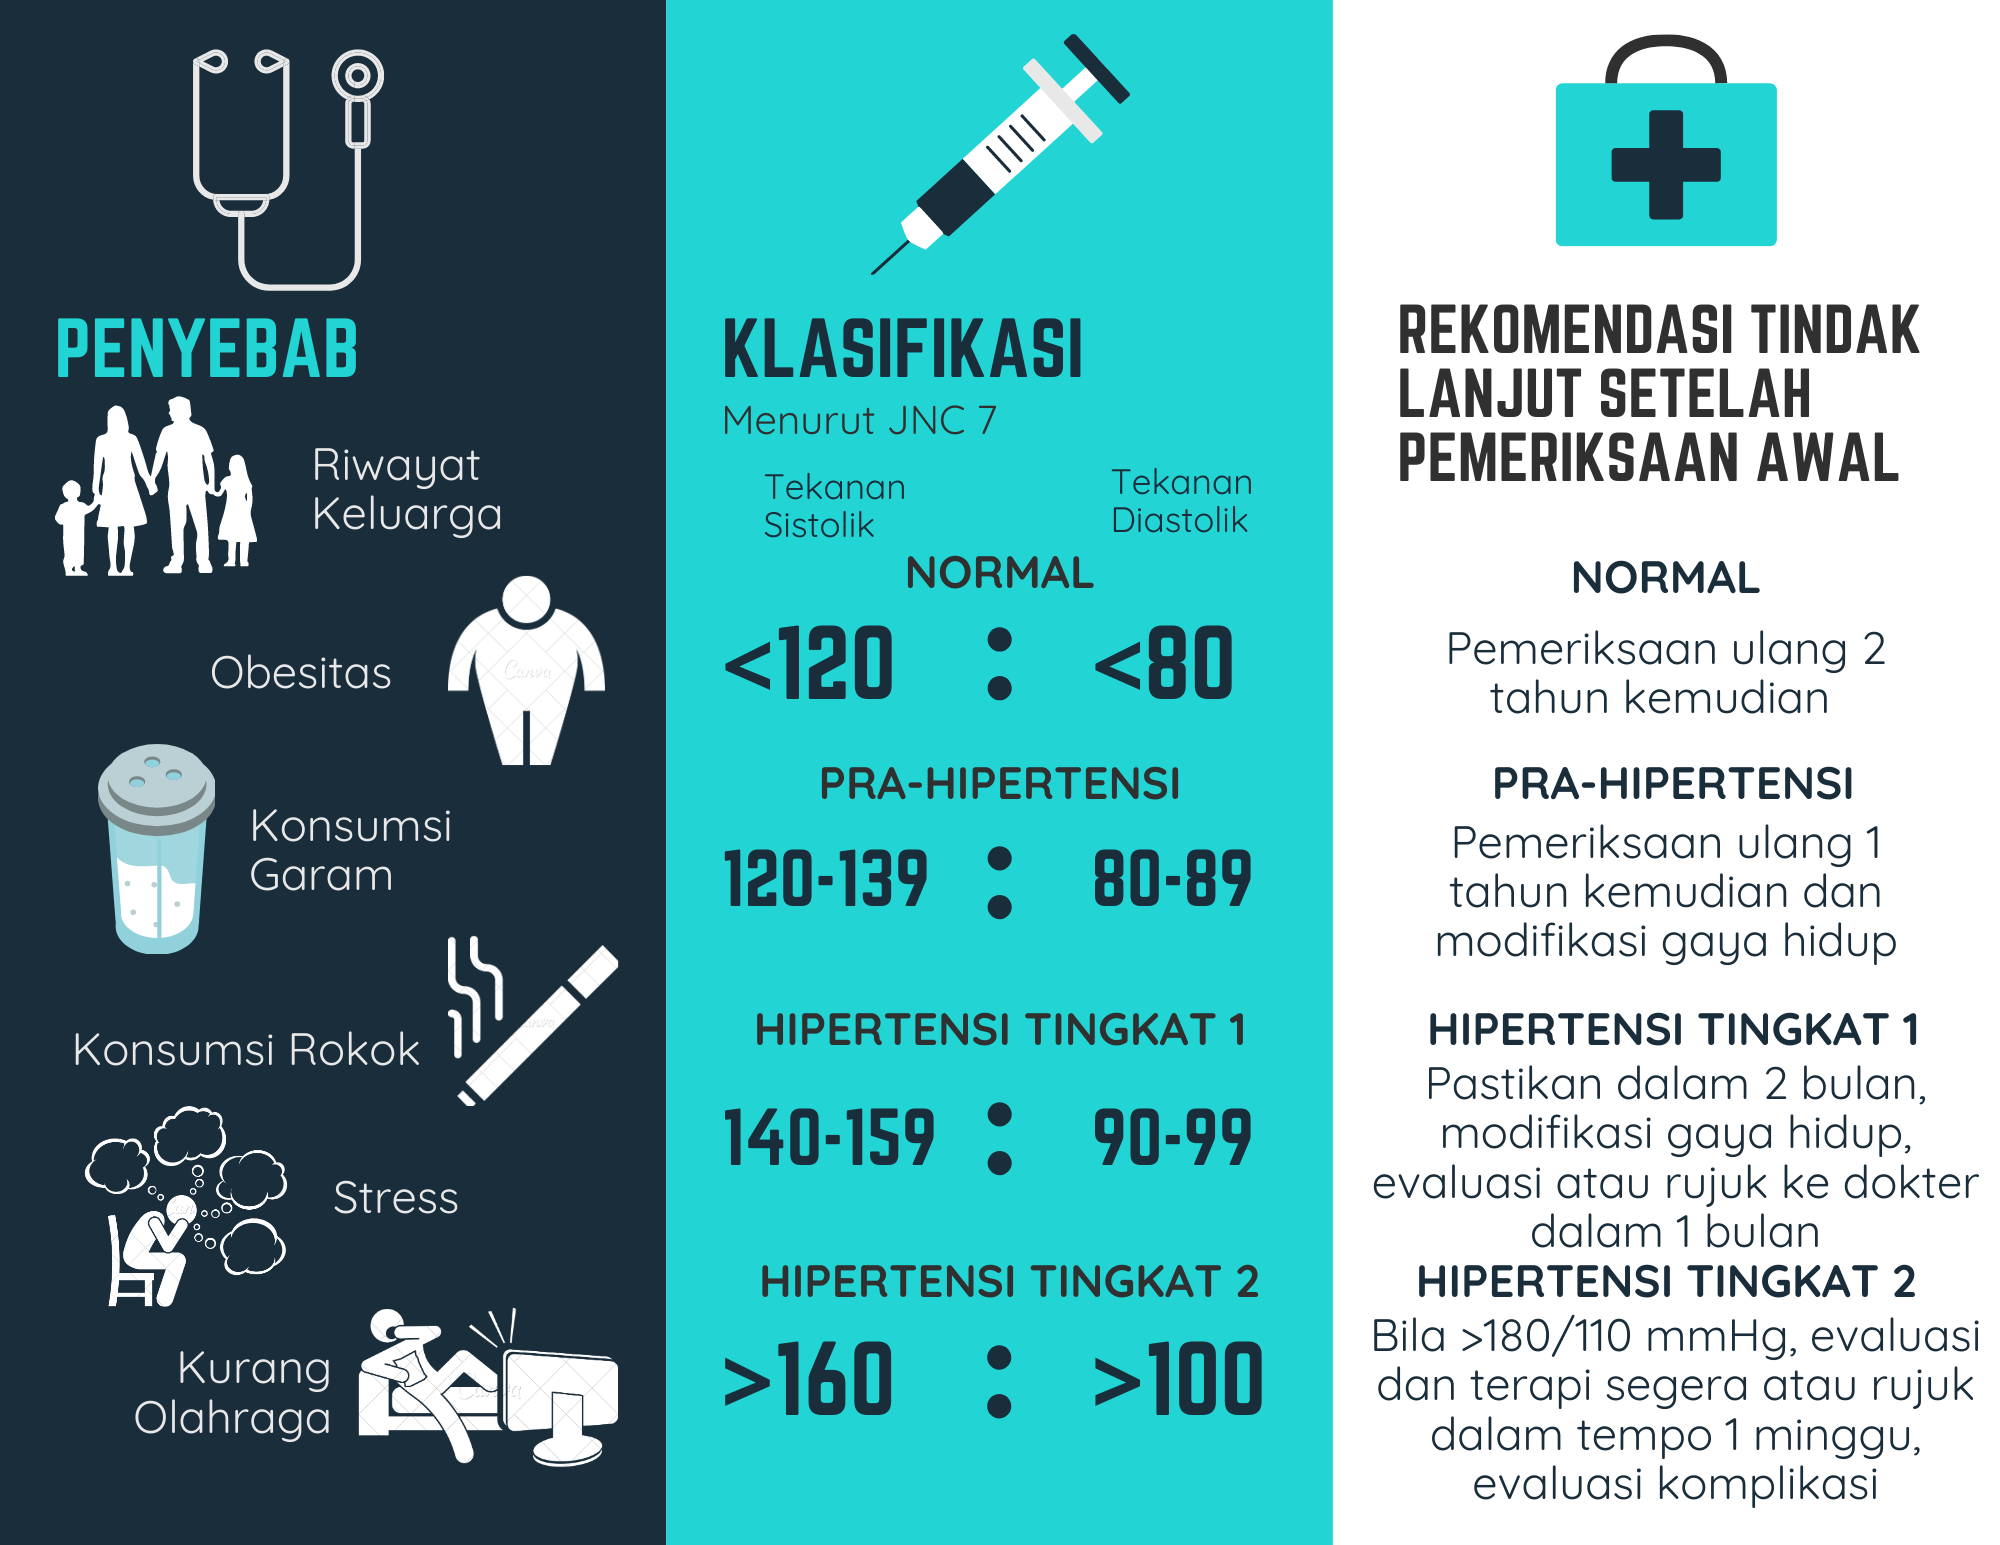 PENYEBAB
Riwayat
Keluarga
Obesitas
Konsumsi
Garam
Konsumsi Rokok
Stress
Kurang
Olahraga
KLASIFIKASI
Menurut JNC 7
Tekanan
Sistolik
Tekanan
Diastolik
NORMAL
<120 : <80
PRA-HIPERTENSI
120-139 : 80-89
HIPERTENSI TINGKAT 1
140-159 : 90-99
HIPERTENSI TINGKAT 2
>160 : >100
REKOMENDASI TINDAK
LANJUT SETELAH
PEMERIKSAAN AWAL
NORMAL
Pemeriksaan ulang 2
tahun kemudian
PRA-HIPERTENSI
Pemeriksaan ulang 1
tahun kemudian dan
modifikasi gaya hidup
HIPERTENSI TINGKAT 1
Pastikan dalam 2 bulan,
modifikasi gaya hidup,
evaluasi atau rujuk ke dokter
dalam 1 bulan
HIPERTENSI TINGKAT 2
Bila >180/110 mmHg, evaluasi
dan terapi segera atau rujuk
dalam tempo 1 minggu,
evaluasi komplikasi